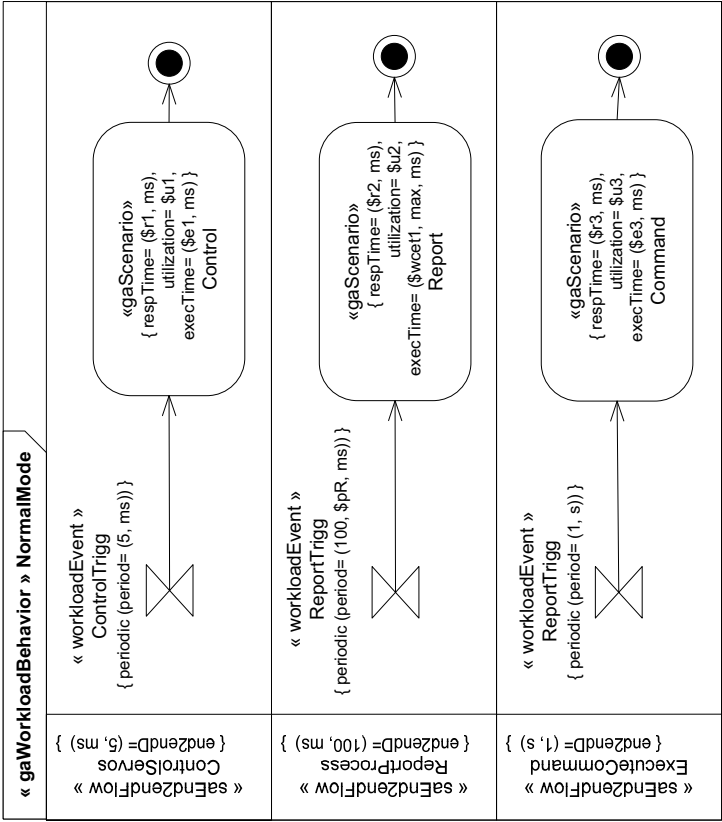 « gaWorkloadBehavior » NormalMode
« saEnd2endFlow »
ControlServos
{ end2endD= (5, ms) }
« workloadEvent »
ControlTrigg
{ periodic (period= (5, ms)) }
«gaScenario»
{ respTime= ($r1, ms),
utilization= $u1,
execTime= ($e1, ms) }
Control
« saEnd2endFlow »
ReportProcess
{ end2endD= (100, ms) }
« workloadEvent »
ReportTrigg
{ periodic (period= (100, $pR, ms)) }
«gaScenario»
{ respTime= ($r2, ms),
utilization= $u2,
execTime= ($wcet1, max, ms) }
Report
« saEnd2endFlow »
ExecuteCommand
{ end2endD= (1, s) }
« workloadEvent »
ReportTrigg
{ periodic (period= (1, s)) }
«gaScenario»
{ respTime= ($r3, ms),
utilization= $u3,
execTime= ($e3, ms) }
Command